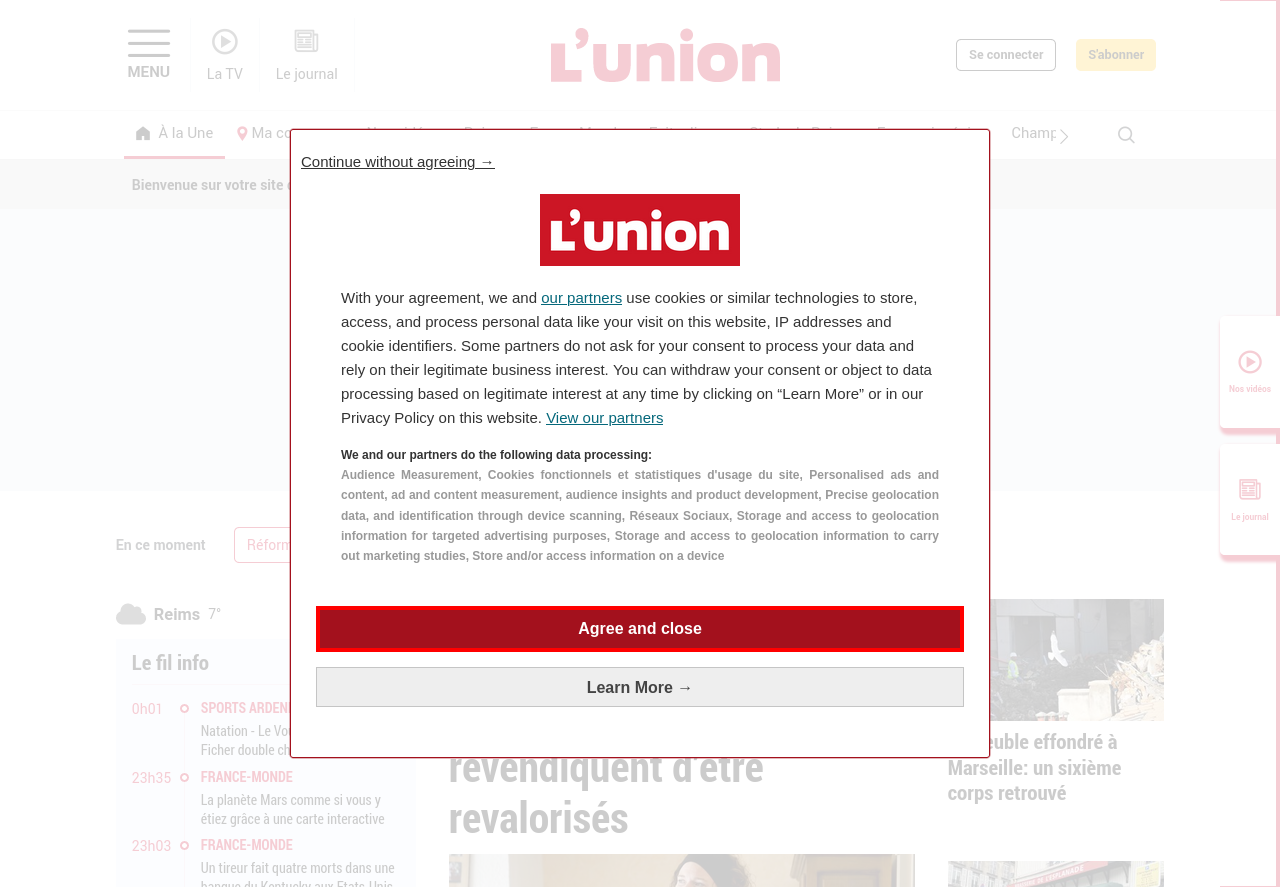 MENU
La TV
Le journal
L'union
Se connecter
S'abonner
À la Une
Ma co
Champ
Bienvenue sur votre site
Continue without agreeing →
L'union
With your agreement, we and our partners use cookies or similar technologies to store,
access, and process personal data like your visit on this website, IP addresses and
cookie identifiers. Some partners do not ask for your consent to process your data and
rely on their legitimate business interest. You can withdraw your consent or object to data
processing based on legitimate interest at any time by clicking on “Learn More” or in our
Privacy Policy on this website. View our partners
We and our partners do the following data processing:
Audience Measurement, Cookies fonctionnels et statistiques d'usage du site, Personalised ads and
content, ad and content measurement, audience insights and product development, Precise geolocation
data, and identification through device scanning, Réseaux Sociaux, Storage and access to geolocation
information for targeted advertising purposes, Storage and access to geolocation information to carry
out marketing studies, Store and/or access information on a device
Agree and close
Learn More →
Nos vidéos
Le journal
En ce moment
Réform
Reims 7°
Le fil info
0h01
SPORTS ARDEN
Natation - Le Vo
Ficher double ch
23h35
FRANCE-MONDE
La planète Mars comme si vous y
étiez grâce à une carte interactive
23h03
FRANCE-MONDE
Un tireur fait quatre morts dans une
banque du Kentucky aux Etats-Unis
revendiquent d'être
revalorisés
euble effondré à
Marseille: un sixième
corps retrouvé